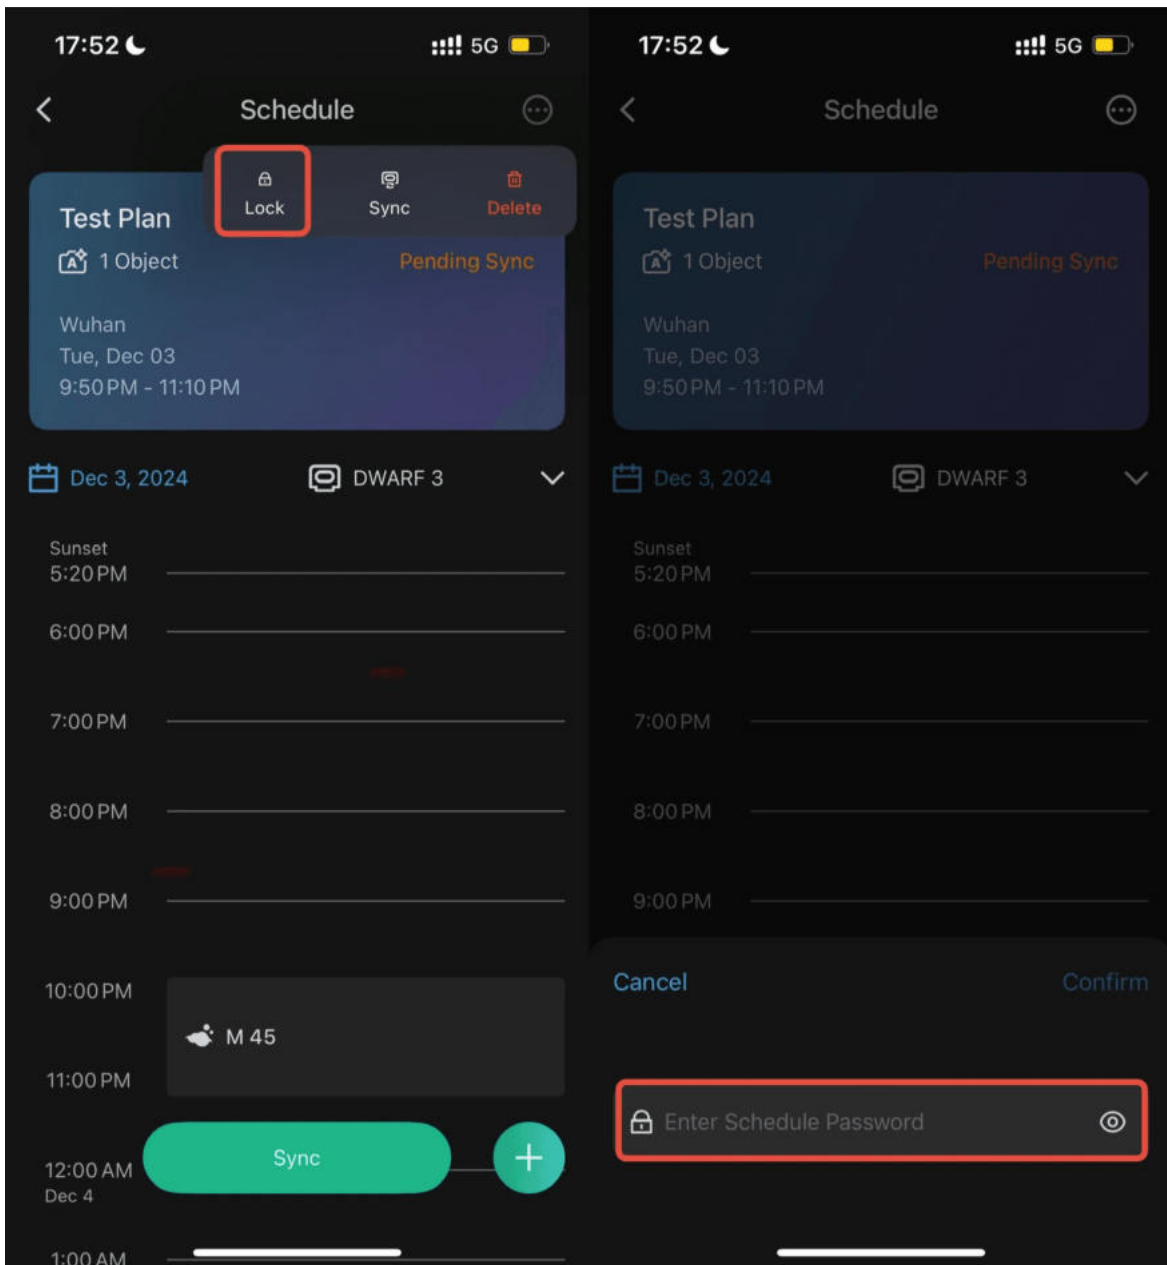 17:52
5G
Schedule
Lock
Sync
Delete
Test Plan
1 Object
Pending Sync
Wuhan
Tue, Dec 03
9:50 PM - 11:10 PM
Dec 3, 2024
DWARF 3
Sunset
5:20 PM
6:00 PM
7:00 PM
8:00 PM
9:00 PM
10:00 PM
M 45
11:00 PM
Sync
12:00 AM
Dec 4
1:00 AM
17:52
5G
Schedule
Test Plan
1 Object
Pending Sync
Wuhan
Tue, Dec 03
9:50 PM - 11:10 PM
Dec 3, 2024
DWARF 3
Sunset
5:20 PM
6:00 PM
7:00 PM
8:00 PM
9:00 PM
Cancel
Confirm
Enter Schedule Password